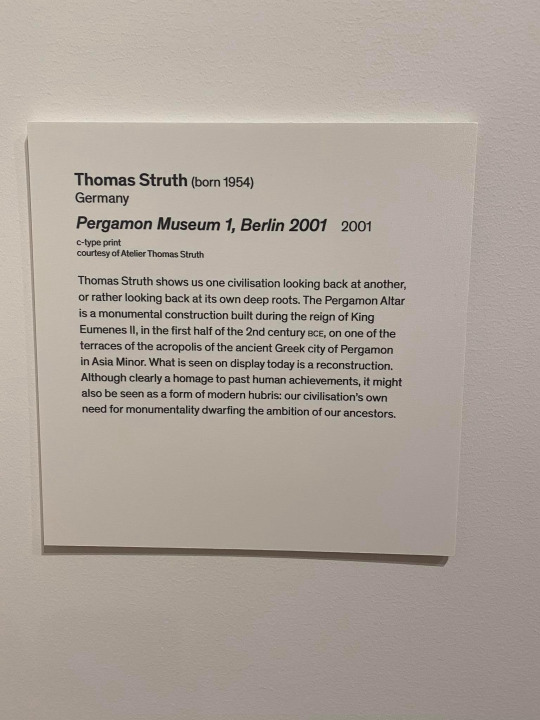 Thomas Struth (born 1954)
Germany
Pergamon Museum 1, Berlin 2001 2001
c-type print
courtesy of Atelier Thomas Struth
Thomas Struth shows us one civilisation looking back at another,
or rather looking back at its own deep roots. The Pergamon Altar
is a monumental construction built during the reign of King
Eumenes II, in the first half of the 2nd century BCE, on one of the
terraces of the acropolis of the ancient Greek city of Pergamon
in Asia Minor. What is seen on display today is a reconstruction.
Although clearly a homage to past human achievements, it might
also be seen as a form of modern hubris: our civilisation's own
need for monumentality dwarfing the ambition of our ancestors.